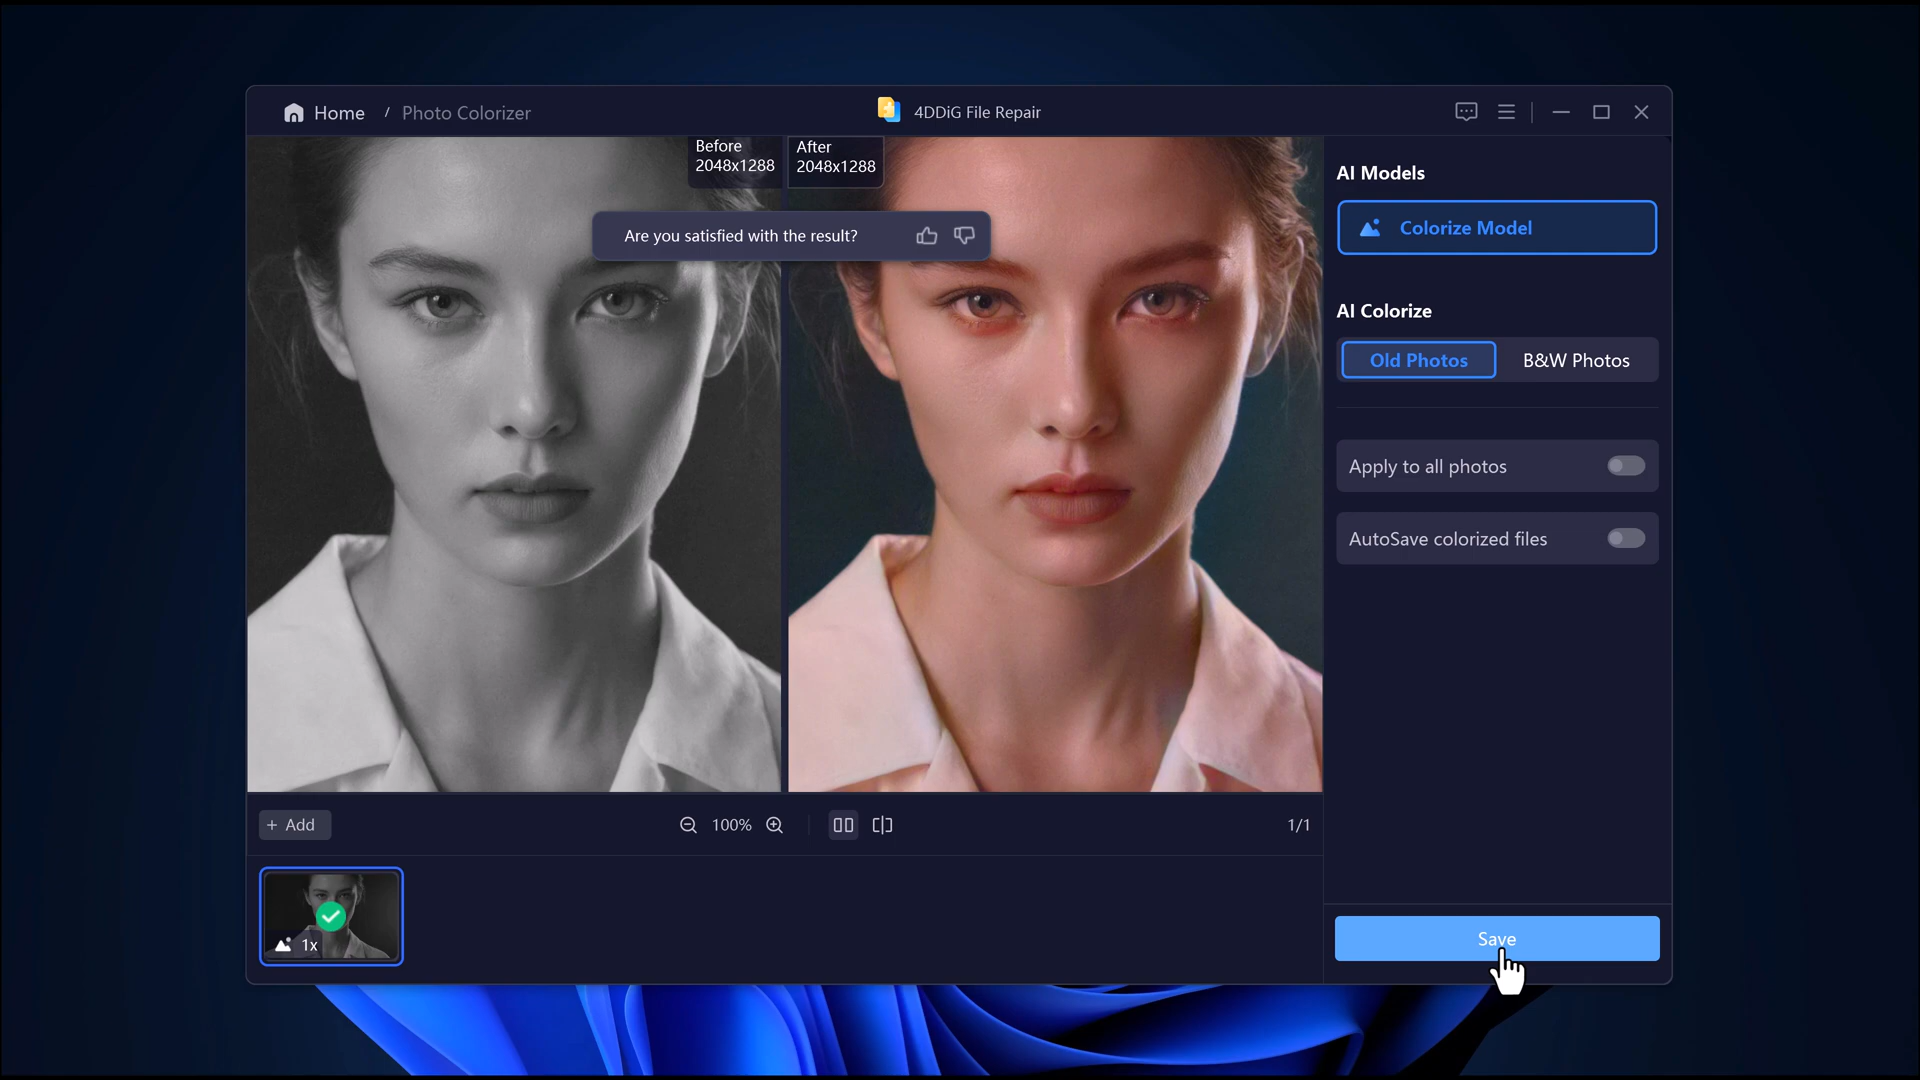 Home / Photo Colorizer
4DDiG File Repair
Before
2048x1288
After
2048x1288
Are you satisfied with the result?
AI Models
Colorize Model
AI Colorize
Old Photos
B&W Photos
Apply to all photos
AutoSave colorized files
+ Add
100%
1/1
1x
Save